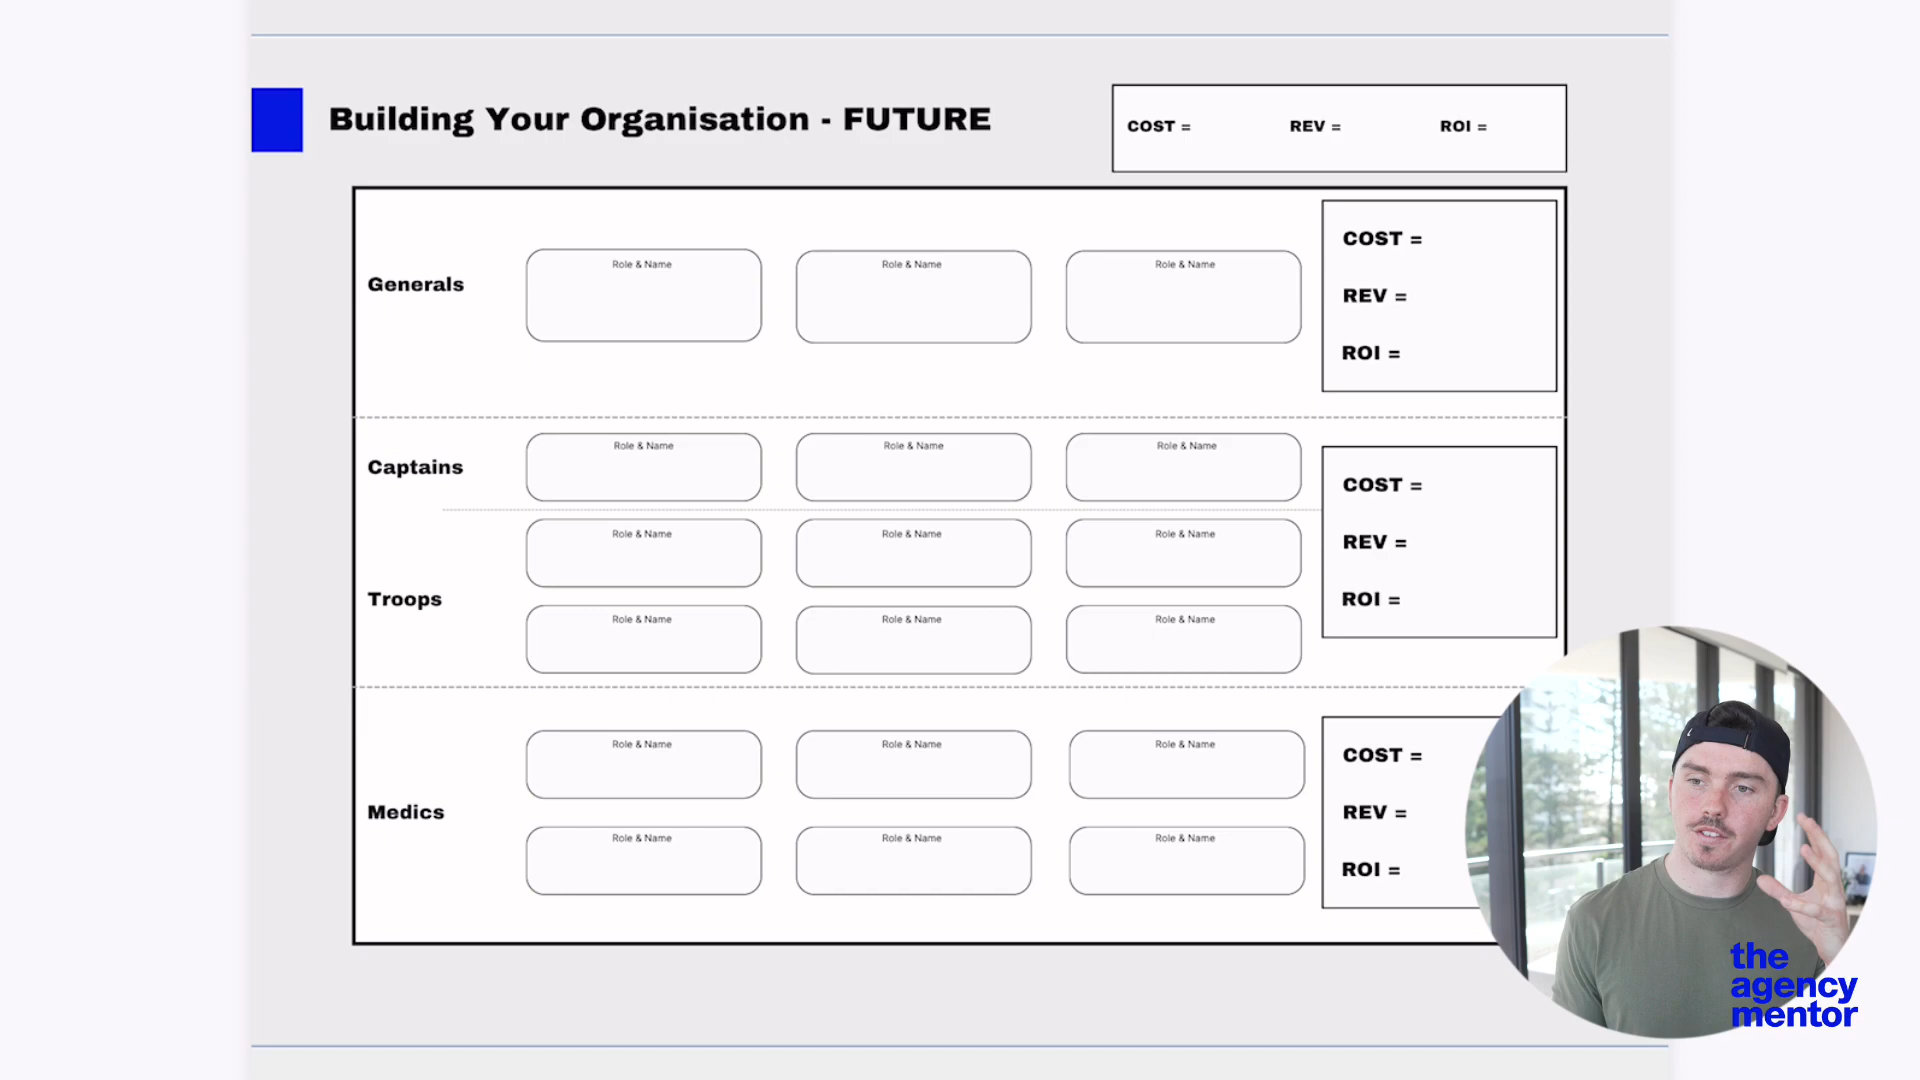 Building Your Organisation - FUTURE
COST = REV = ROI =
Generals
Role & Name Role & Name Role & Name
COST =
REV =
ROI =
Captains
Role & Name Role & Name Role & Name
Troops
Role & Name Role & Name Role & Name
Role & Name Role & Name Role & Name
COST =
REV =
ROI =
Medics
Role & Name Role & Name Role & Name
Role & Name Role & Name Role & Name
COST =
REV =
ROI =
the
agency
mentor